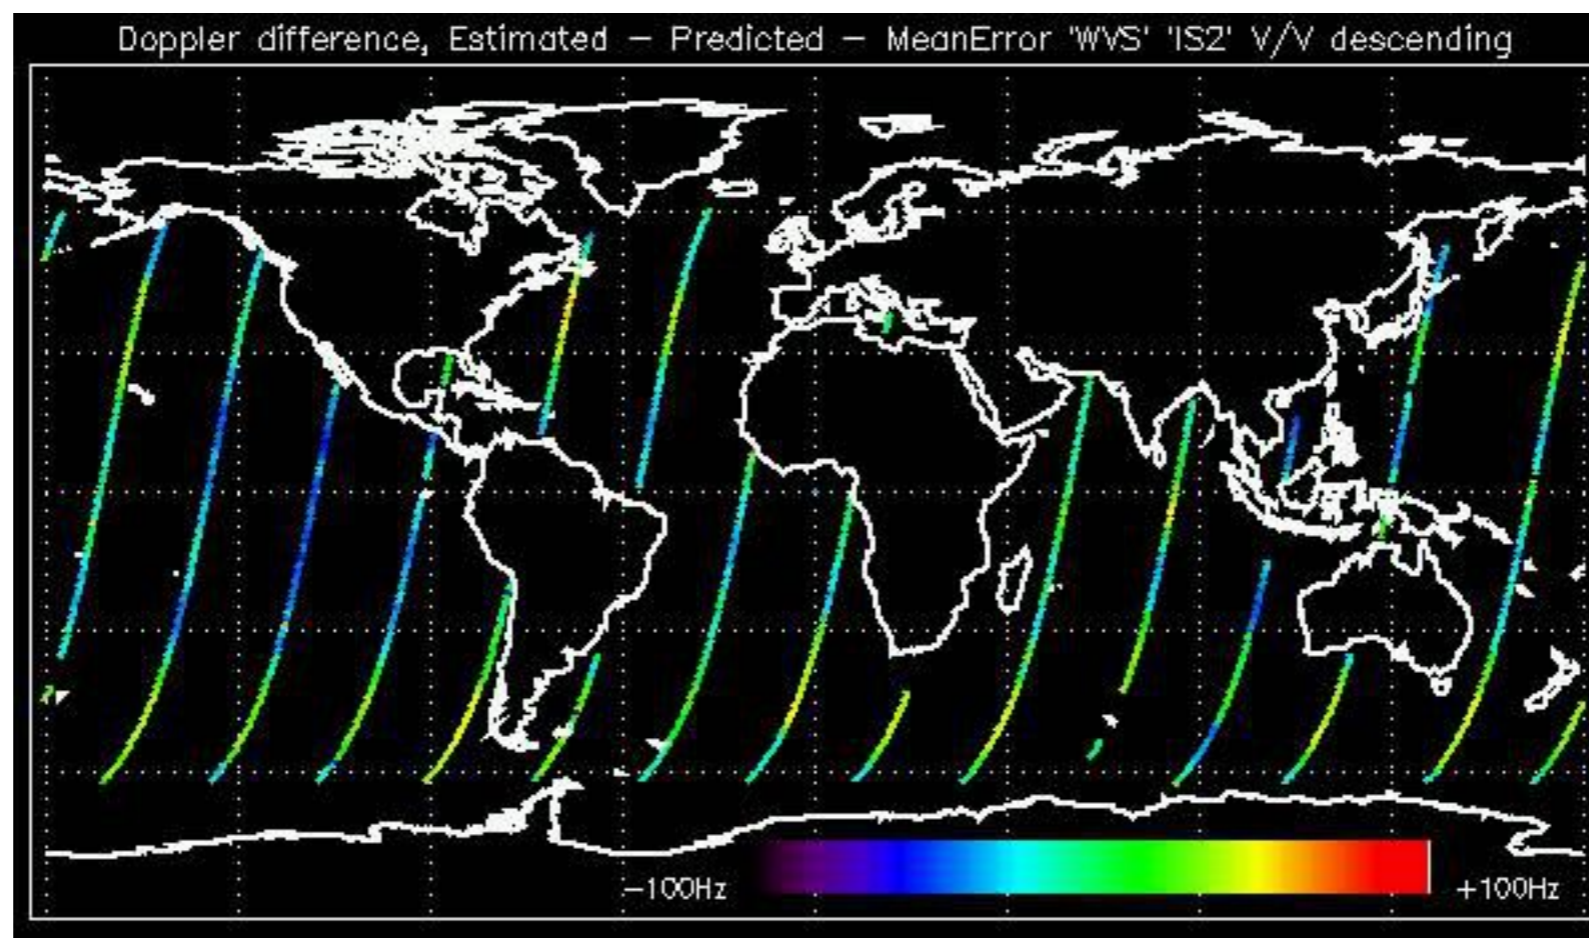 Doppler difference, Estimated – Predicted – MeanError 'WVS' 'IS2' V/V descending
–100Hz +100Hz